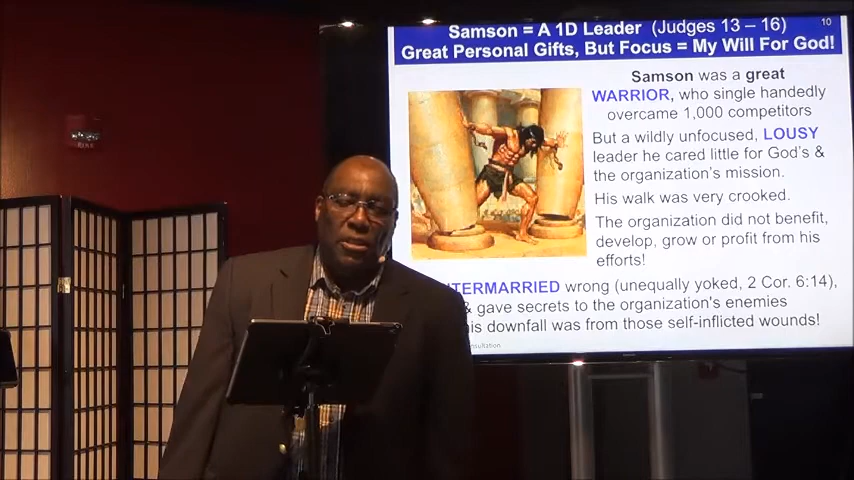 Samson = A 1D Leader (Judges 13 – 16)
10
Great Personal Gifts, But Focus = My Will For God!
Samson was a great
WARRIOR, who single handedly
overcame 1,000 competitors
But a wildly unfocused, LOUSY
leader he cared little for God's &
the organization's mission.
His walk was very crooked.
The organization did not benefit,
develop, grow or profit from his
efforts!
TERMARRIED wrong (unequally yoked, 2 Cor. 6:14),
& gave secrets to the organization's enemies
is downfall was from those self-inflicted wounds!